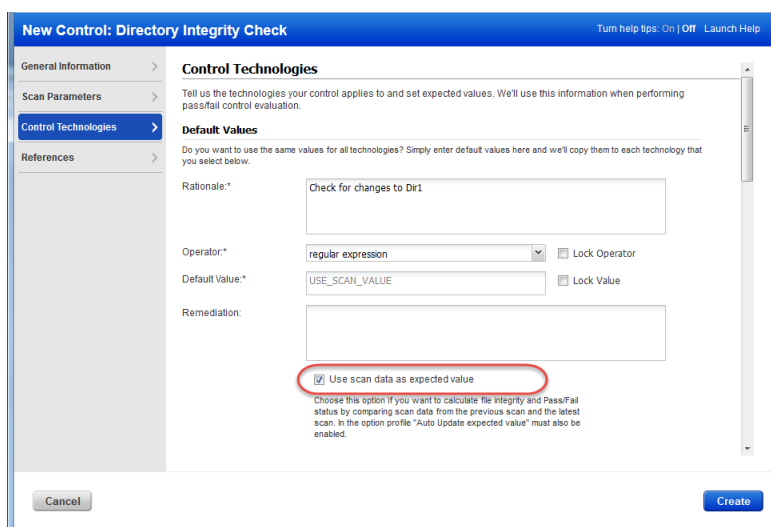 New Control: Directory Integrity Check
Turn help tips: On | Off Launch Help
General Information
Scan Parameters
Control Technologies
References
Control Technologies
Tell us the technologies your control applies to and set expected values. We'll use this information when performing
pass/fail control evaluation.
Default Values
Do you want to use the same values for all technologies? Simply enter default values here and we'll copy them to each technology that
you select below.
Rationale:*
Check for changes to Dir1
Operator:*
regular expression
Lock Operator
Default Value:*
USE_SCAN_VALUE
Lock Value
Remediation:
Use scan data as expected value
Choose this option if you want to calculate file integrity and Pass/Fail
status by comparing scan data from the previous scan and the latest
scan. In the option profile "Auto Update expected value" must also be
enabled.
Cancel
Create